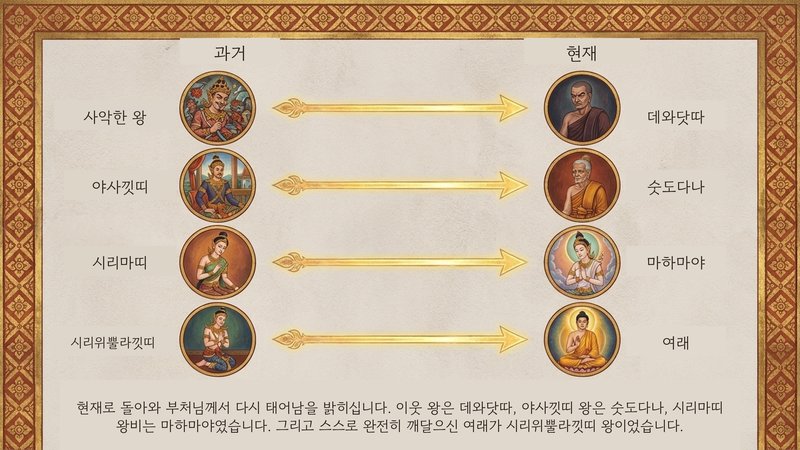 과거 현재
사악한 왕 데와닷따
야사낏띠 숫도다나
시리마띠 마하마야
시리위뿔라낏띠 여래
현재로 돌아와 부처님께서 다시 태어남을 밝히십니다. 이웃 왕은 데와닷따, 야사낏띠 왕은 숫도다나, 시리마띠
왕비는 마하마야였습니다. 그리고 스스로 완전히 깨달으신 여래가 시리위뿔라낏띠 왕이었습니다.